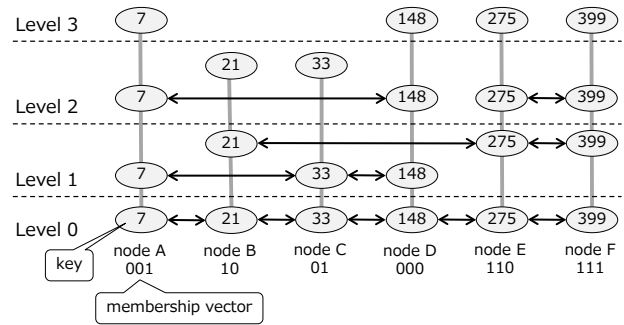 Level 3 7 148 275 399
21 33
Level 2 7 148 275 399
21 275 399
Level 1 7 33 148
Level 0 7 21 33 148 275 399
node A node B node C node D node E node F
key 001 10 01 000 110 111
membership vector